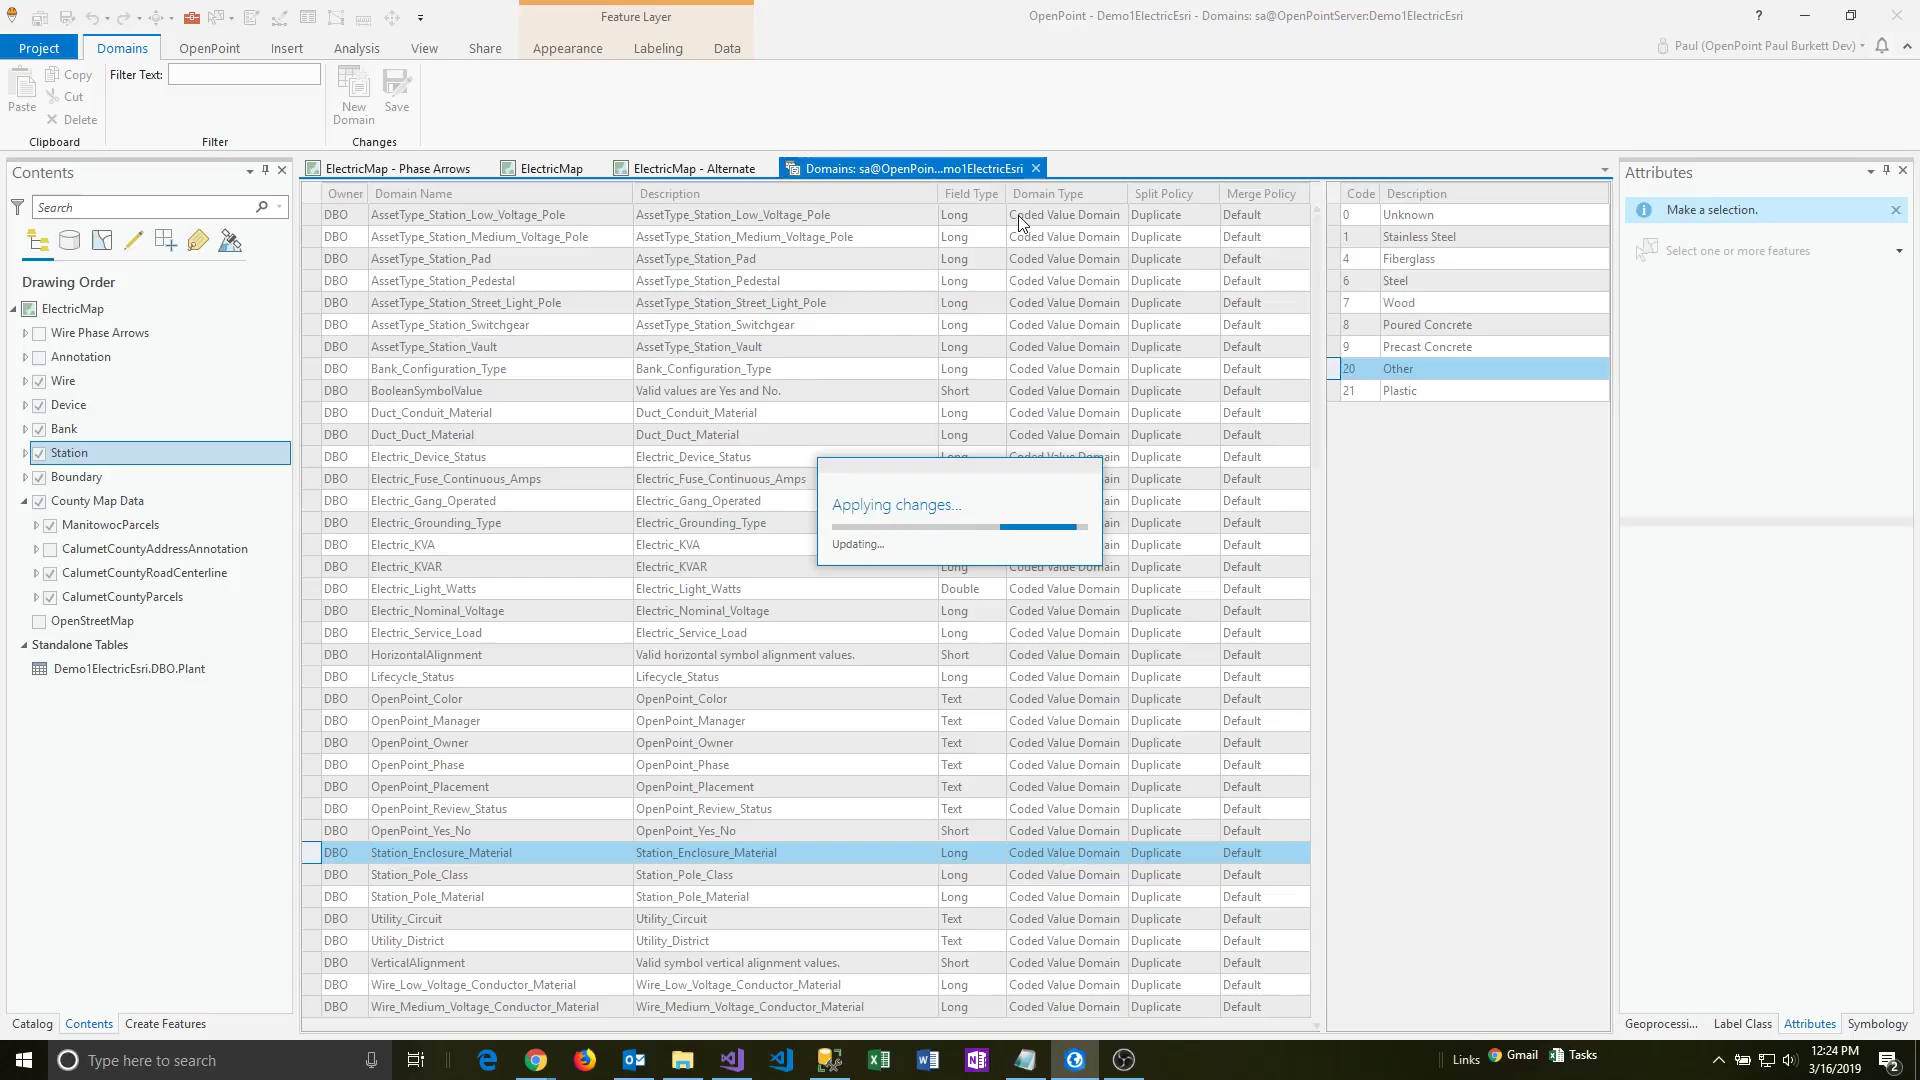 Feature Layer
OpenPoint - Demo1ElectricEsri - Domains: sa@OpenPointServer:Demo1ElectricEsri
?
Project
Domains
OpenPoint
Insert
Analysis
View
Share
Appearance
Labeling
Data
Paul (OpenPoint Paul Burkett Dev)
Paste
Copy
Cut
Delete
Clipboard
Filter Text:
Filter
New Domain
Save
Changes
Contents
Search
Drawing Order
ElectricMap
Wire Phase Arrows
Annotation
Wire
Device
Bank
Station
Boundary
County Map Data
ManitowocParcels
CalumetCountyAddressAnnotation
CalumetCountyRoadCenterline
CalumetCountyParcels
OpenStreetMap
Standalone Tables
Demo1ElectricEsri.DBO.Plant
Catalog
Contents
Create Features
ElectricMap - Phase Arrows
ElectricMap
ElectricMap - Alternate
Domains: sa@OpenPoin...mo1ElectricEsri
Owner Domain Name Description Field Type Domain Type Split Policy Merge Policy
DBO AssetType_Station_Low_Voltage_Pole AssetType_Station_Low_Voltage_Pole Long Coded Value Domain Duplicate Default
DBO AssetType_Station_Medium_Voltage_Pole AssetType_Station_Medium_Voltage_Pole Long Coded Value Domain Duplicate Default
DBO AssetType_Station_Pad AssetType_Station_Pad Long Coded Value Domain Duplicate Default
DBO AssetType_Station_Pedestal AssetType_Station_Pedestal Long Coded Value Domain Duplicate Default
DBO AssetType_Station_Street_Light_Pole AssetType_Station_Street_Light_Pole Long Coded Value Domain Duplicate Default
DBO AssetType_Station_Switchgear AssetType_Station_Switchgear Long Coded Value Domain Duplicate Default
DBO AssetType_Station_Vault AssetType_Station_Vault Long Coded Value Domain Duplicate Default
DBO Bank_Configuration_Type Bank_Configuration_Type Long Coded Value Domain Duplicate Default
DBO BooleanSymbolValue Valid values are Yes and No. Short Coded Value Domain Duplicate Default
DBO Duct_Conduit_Material Duct_Conduit_Material Long Coded Value Domain Duplicate Default
DBO Duct_Duct_Material Duct_Duct_Material Long Coded Value Domain Duplicate Default
DBO Electric_Device_Status Electric_Device_Status Long Coded Value Domain Duplicate Default
DBO Electric_Fuse_Continuous_Amps Electric_Fuse_Continuous_Amps ain Duplicate Default
DBO Electric_Gang_Operated Electric_Gang_Operated ain Duplicate Default
DBO Electric_Grounding_Type Electric_Grounding_Type ain Duplicate Default
DBO Electric_KVA Electric_KVA ain Duplicate Default
DBO Electric_KVAR Electric_KVAR Long Coded Value Domain Duplicate Default
DBO Electric_Light_Watts Electric_Light_Watts Double Coded Value Domain Duplicate Default
DBO Electric_Nominal_Voltage Electric_Nominal_Voltage Long Coded Value Domain Duplicate Default
DBO Electric_Service_Load Electric_Service_Load Long Coded Value Domain Duplicate Default
DBO HorizontalAlignment Valid horizontal symbol alignment values. Short Coded Value Domain Duplicate Default
DBO Lifecycle_Status Lifecycle_Status Long Coded Value Domain Duplicate Default
DBO OpenPoint_Color OpenPoint_Color Text Coded Value Domain Duplicate Default
DBO OpenPoint_Manager OpenPoint_Manager Text Coded Value Domain Duplicate Default
DBO OpenPoint_Owner OpenPoint_Owner Text Coded Value Domain Duplicate Default
DBO OpenPoint_Phase OpenPoint_Phase Text Coded Value Domain Duplicate Default
DBO OpenPoint_Placement OpenPoint_Placement Text Coded Value Domain Duplicate Default
DBO OpenPoint_Review_Status OpenPoint_Review_Status Text Coded Value Domain Duplicate Default
DBO OpenPoint_Yes_No OpenPoint_Yes_No Short Coded Value Domain Duplicate Default
DBO Station_Enclosure_Material Station_Enclosure_Material Long Coded Value Domain Duplicate Default
DBO Station_Pole_Class Station_Pole_Class Long Coded Value Domain Duplicate Default
DBO Station_Pole_Material Station_Pole_Material Long Coded Value Domain Duplicate Default
DBO Utility_Circuit Utility_Circuit Text Coded Value Domain Duplicate Default
DBO Utility_District Utility_District Text Coded Value Domain Duplicate Default
DBO VerticalAlignment Valid symbol vertical alignment values. Short Coded Value Domain Duplicate Default
DBO Wire_Low_Voltage_Conductor_Material Wire_Low_Voltage_Conductor_Material Long Coded Value Domain Duplicate Default
DBO Wire_Medium_Voltage_Conductor_Material Wire_Medium_Voltage_Conductor_Material Long Coded Value Domain Duplicate Default
Applying changes...
Updating...
Code Description
0 Unknown
1 Stainless Steel
4 Fiberglass
6 Steel
7 Wood
8 Poured Concrete
9 Precast Concrete
20 Other
21 Plastic
Attributes
Make a selection.
Select one or more features
Geoprocessi...
Label Class
Attributes
Symbology
Type here to search
Links
Gmail
Tasks
12:24 PM
3/16/2019
2